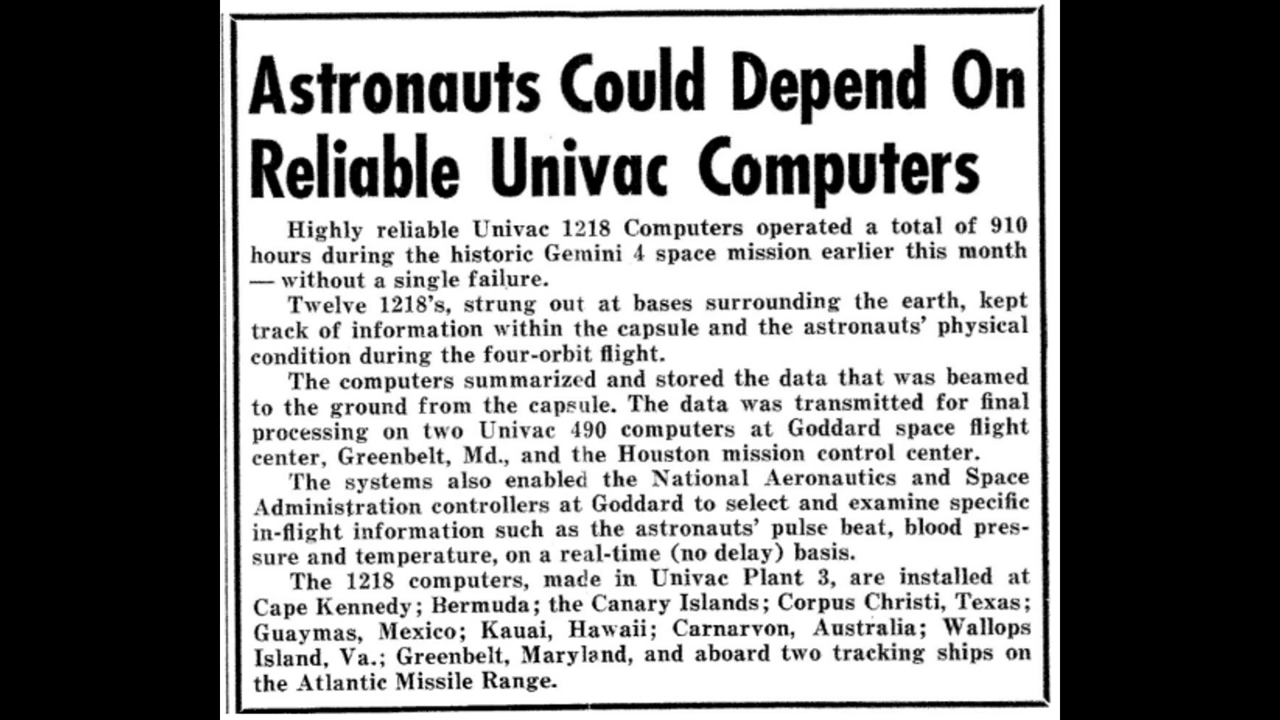 Astronauts Could Depend On
Reliable Univac Computers
Highly reliable Univac 1218 Computers operated a total of 910
hours during the historic Gemini 4 space mission earlier this month
— without a single failure.
Twelve 1218's, strung out at bases surrounding the earth, kept
track of information within the capsule and the astronauts' physical
condition during the four-orbit flight.
The computers summarized and stored the data that was beamed
to the ground from the capsule. The data was transmitted for final
processing on two Univac 490 computers at Goddard space flight
center, Greenbelt, Md., and the Houston mission control center.
The systems also enabled the National Aeronautics and Space
Administration controllers at Goddard to select and examine specific
in-flight information such as the astronauts' pulse beat, blood pres-
sure and temperature, on a real-time (no delay) basis.
The 1218 computers, made in Univac Plant 3, are installed at
Cape Kennedy; Bermuda; the Canary Islands; Corpus Christi, Texas;
Guaymas, Mexico; Kauai, Hawaii; Carnarvon, Australia; Wallops
Island, Va.; Greenbelt, Maryland, and aboard two tracking ships on
the Atlantic Missile Range.